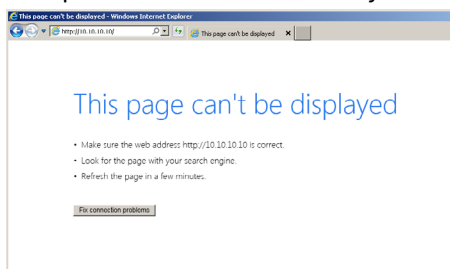 This page can't be displayed - Windows Internet Explorer
http://10.10.10.10/
This page can't be displayed
This page can't be displayed
• Make sure the web address http://10.10.10.10 is correct.
• Look for the page with your search engine.
• Refresh the page in a few minutes.
Fix connection problems